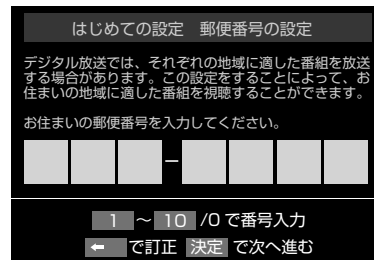 はじめての設定　郵便番号の設定
デジタル放送では、それぞれの地域に適した番組を放送
する場合があります。この設定をすることによって、お
住まいの地域に適した番組を視聴することができます。
お住まいの郵便番号を入力してください。
－
1 ～ 10 /0 で番号入力
⬅ で訂正 決定 で次へ進む